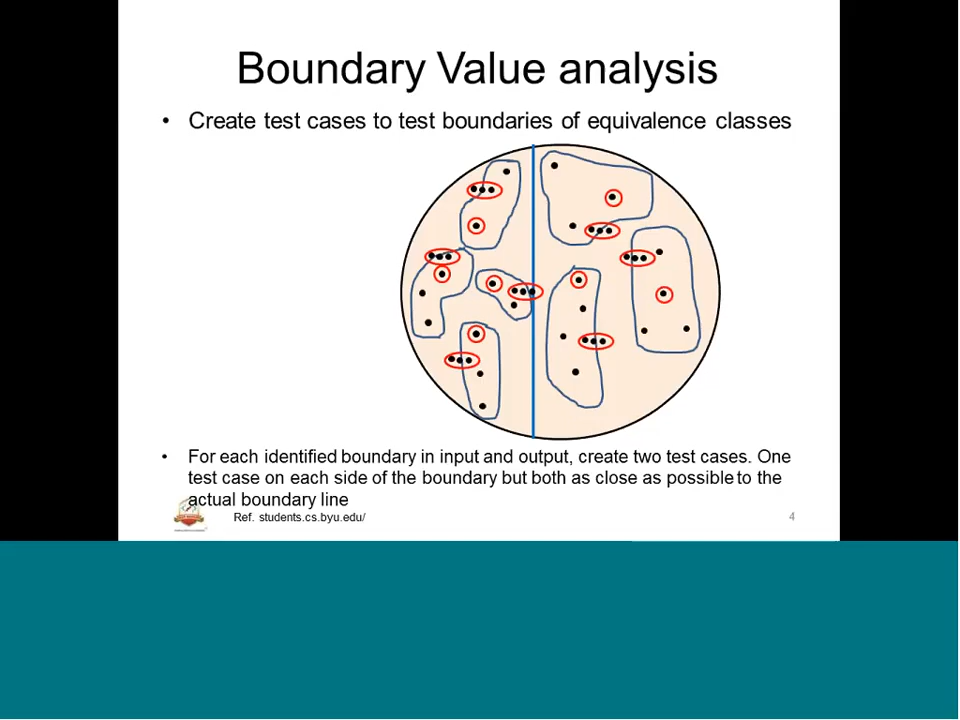 Boundary Value analysis
• Create test cases to test boundaries of equivalence classes
• For each identified boundary in input and output, create two test cases. One
test case on each side of the boundary but both as close as possible to the
actual boundary line
Ref. students.cs.byu.edu/
4